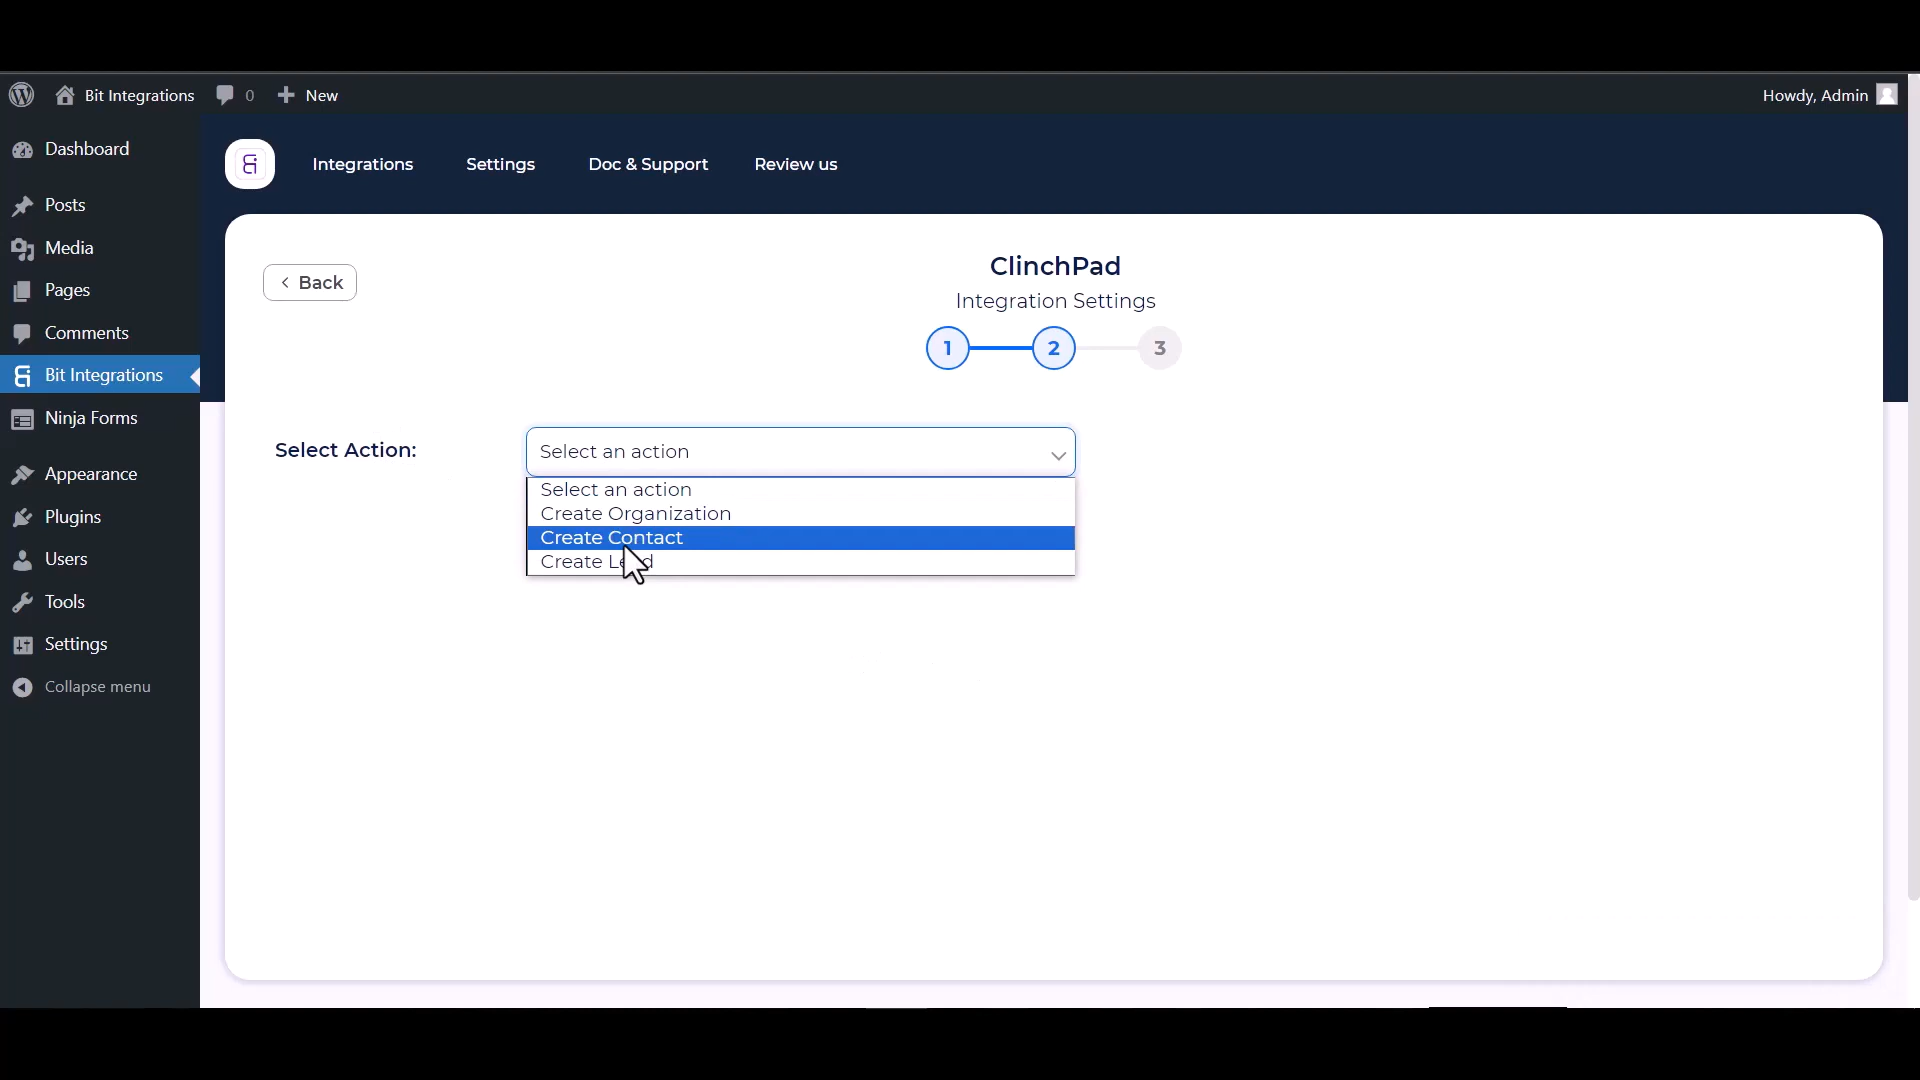 Bit Integrations
0
New
Howdy, Admin
Dashboard
Posts
Media
Pages
Comments
Bit Integrations
Ninja Forms
Appearance
Plugins
Users
Tools
Settings
Collapse menu
Integrations
Settings
Doc & Support
Review us
Back
ClinchPad
Integration Settings
1
2
3
Select Action:
Select an action
Select an action
Create Organization
Create Contact
Create Lead